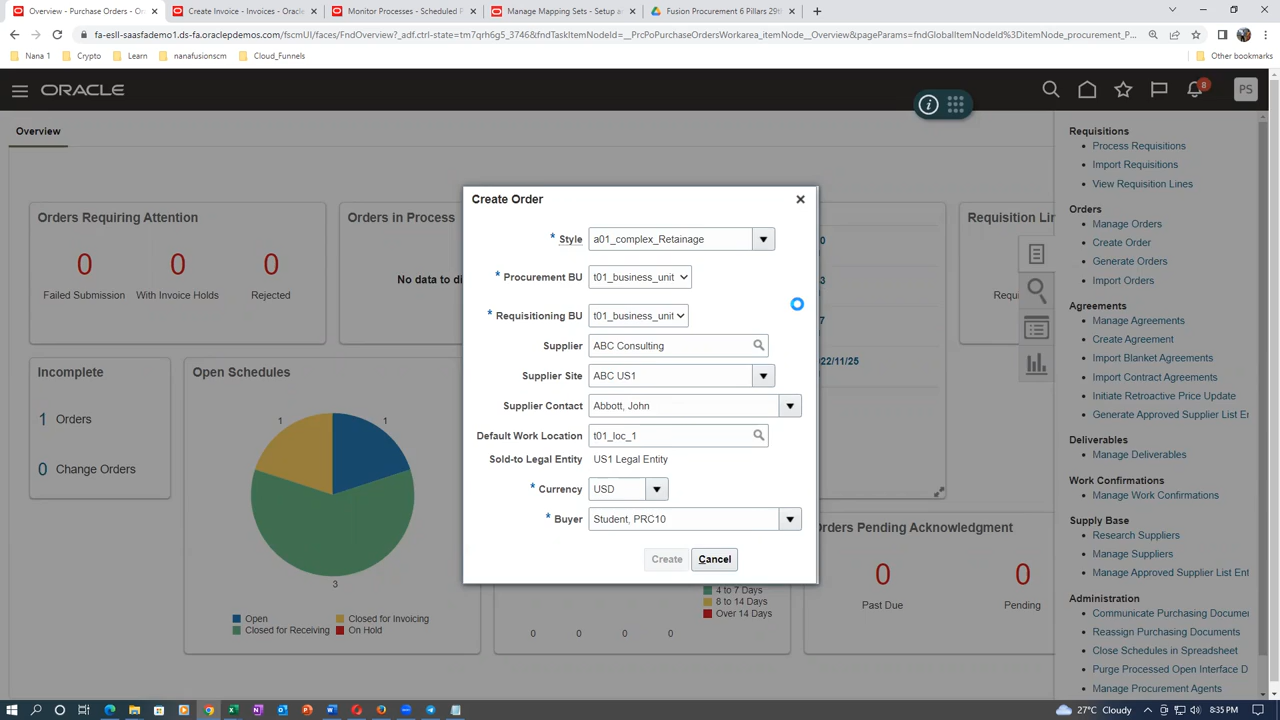 Overview - Purchase Orders - Or
Create Invoice - Invoices - Oracle
Monitor Processes - Scheduled P
Manage Mapping Sets - Setup a
Fusion Procurement 6 Pillars 29th
fa-esll-saasfademo1.ds-fa.oraclepdemos.com/fscmUI/faces/FndOverview?_adf.ctrl-state=tm7qrh6g5_3746&fndTaskItemNodeId=__PrcPoPurchaseOrdersWorkarea_itemNode__Overview&pageParams=fndGlobalItemNodeId%3DitemNode_procurement_P...
Nana 1
Crypto
Learn
nanafusionscm
Cloud_Funnels
Other bookmarks
ORACLE
8
PS
Overview
Orders Requiring Attention
0 0 0
Failed Submission With Invoice Holds Rejected
Orders in Process
No data to di
Requisition Lin
Requ
Incomplete
1 Orders
0 Change Orders
Open Schedules
1
1
3
Open
Closed for Invoicing
Closed for Receiving
On Hold
Create Order
* Style a01_complex_Retainage
* Procurement BU t01_business_unit
* Requisitioning BU t01_business_unit
Supplier ABC Consulting
Supplier Site ABC US1
Supplier Contact Abbott, John
Default Work Location t01_loc_1
Sold-to Legal Entity US1 Legal Entity
* Currency USD
* Buyer Student, PRC10
Create Cancel
0
3
7
22/11/25
4 to 7 Days
8 to 14 Days
Over 14 Days
0 0 0 0
Orders Pending Acknowledgment
0 0
Past Due Pending
Requisitions
Process Requisitions
Import Requisitions
View Requisition Lines
Orders
Manage Orders
Create Order
Generate Orders
Import Orders
Agreements
Manage Agreements
Create Agreement
Import Blanket Agreements
Import Contract Agreements
Initiate Retroactive Price Update
Generate Approved Supplier List En
Deliverables
Manage Deliverables
Work Confirmations
Manage Work Confirmations
Supply Base
Research Suppliers
Manage Suppliers
Manage Approved Supplier List Ent
Administration
Communicate Purchasing Documen
Reassign Purchasing Documents
Close Schedules in Spreadsheet
Purge Processed Open Interface D
Manage Procurement Agents
27°C Cloudy
8:35 PM